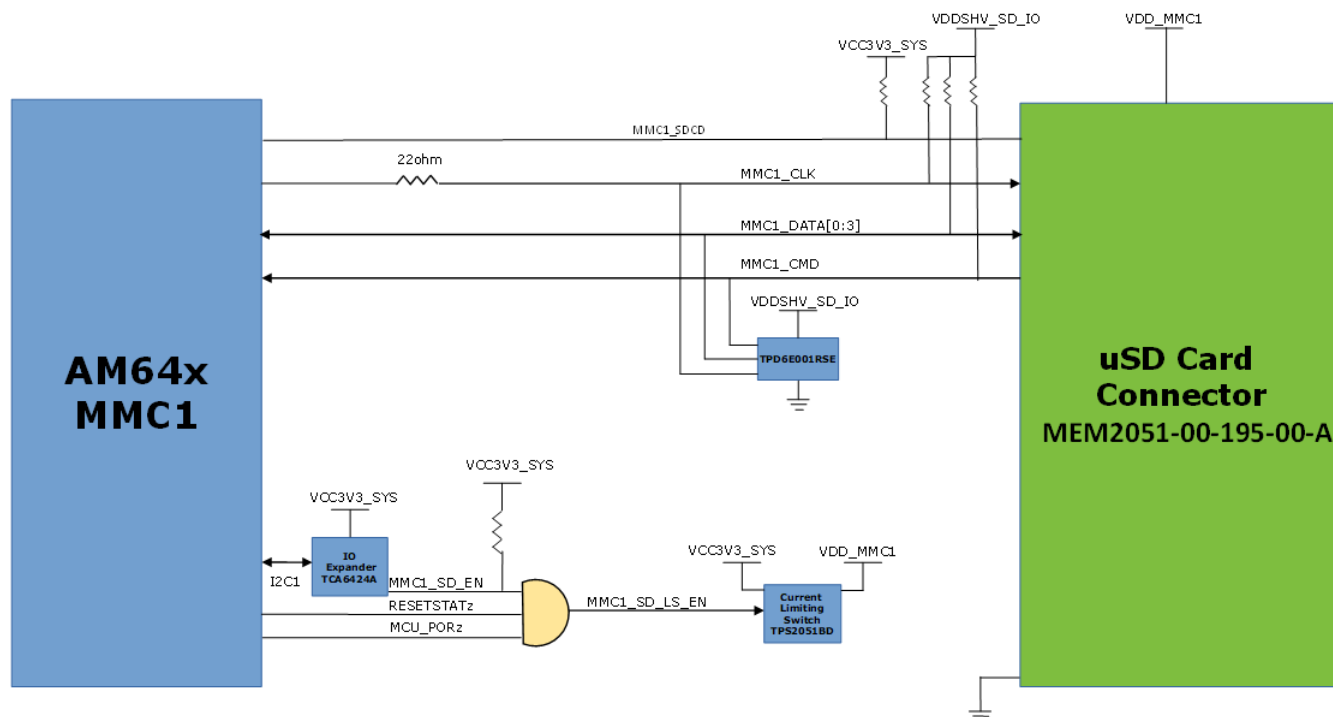 VDDSHV_SD_IO
VDD_MMC1
VCC3V3_SYS
MMC1_SDCD
22ohm
MMC1_CLK
MMC1_DATA[0:3]
MMC1_CMD
VDDSHV_SD_IO
TPD6E001RSE
AM64x
MMC1
uSD Card
Connector
MEM2051-00-195-00-A
VCC3V3_SYS
VCC3V3_SYS
IO
Expander
TCA6424A
I2C1
MMC1_SD_EN
RESETSTATz
MCU_PORz
MMC1_SD_LS_EN
VCC3V3_SYS
VDD_MMC1
Current
Limiting
Switch
TPS2051BD